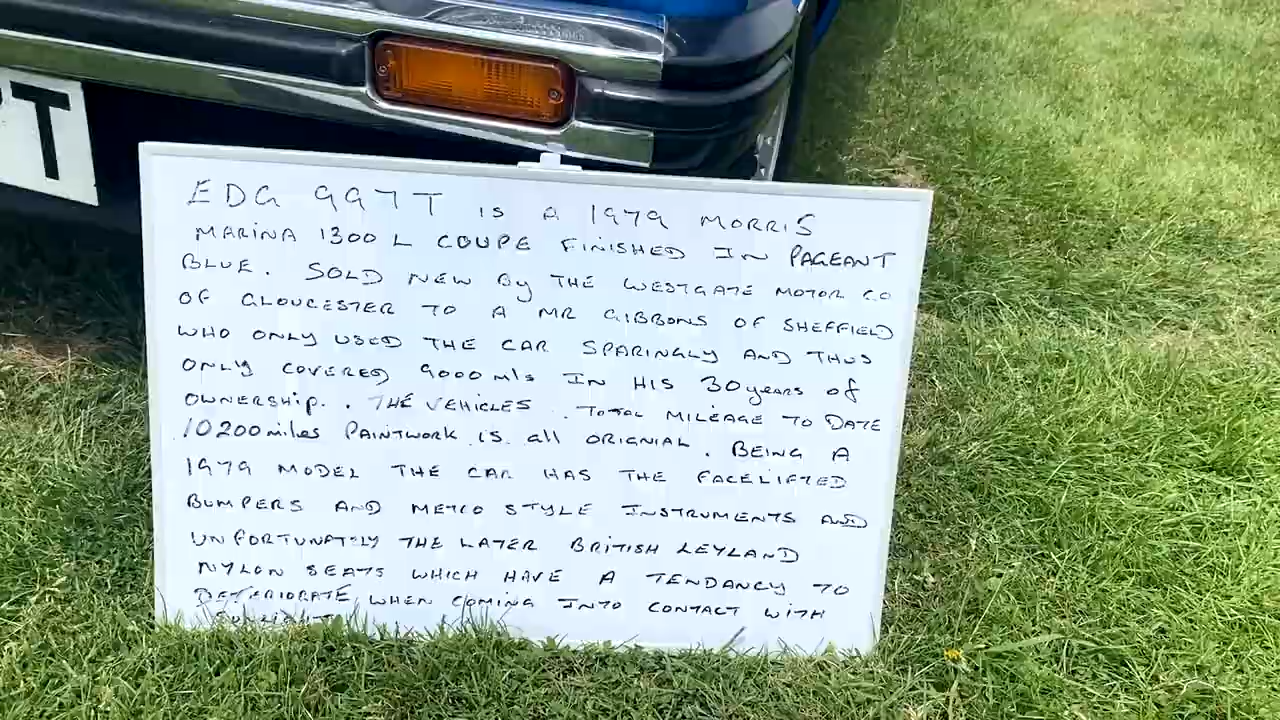 T
EDG 997T IS A 1979 MORRIS
MARINA 1300 L COUPE FINISHED IN PAGEANT
BLUE. SOLD NEW By THE WESTGATE MOTOR CO
OF GLOUCESTER TO A MR GIBBONS OF SHEFFIELD
WHO ONLY USED THE CAR SPARINGLY AND THUS
ONLY COVERED 9000 mls IN HIS 30 years of
OWNERSHIP. . THE VEHICLES . TOTAL MILEAGE TO DATE
10200 miles PAINTWORK IS all ORIGNIAL . BEING A
1979 MODEL THE CAR HAS THE FACELIFTED
BUMPERS AND METRO STYLE INSTRUMENTS AND
UNFORTUNATELY THE LATER BRITISH LEYLAND
NYLON SEATS WHICH HAVE A TENDANCY TO
DETERIORATE WHEN COMING INTO CONTACT WITH
SUNLIGHT